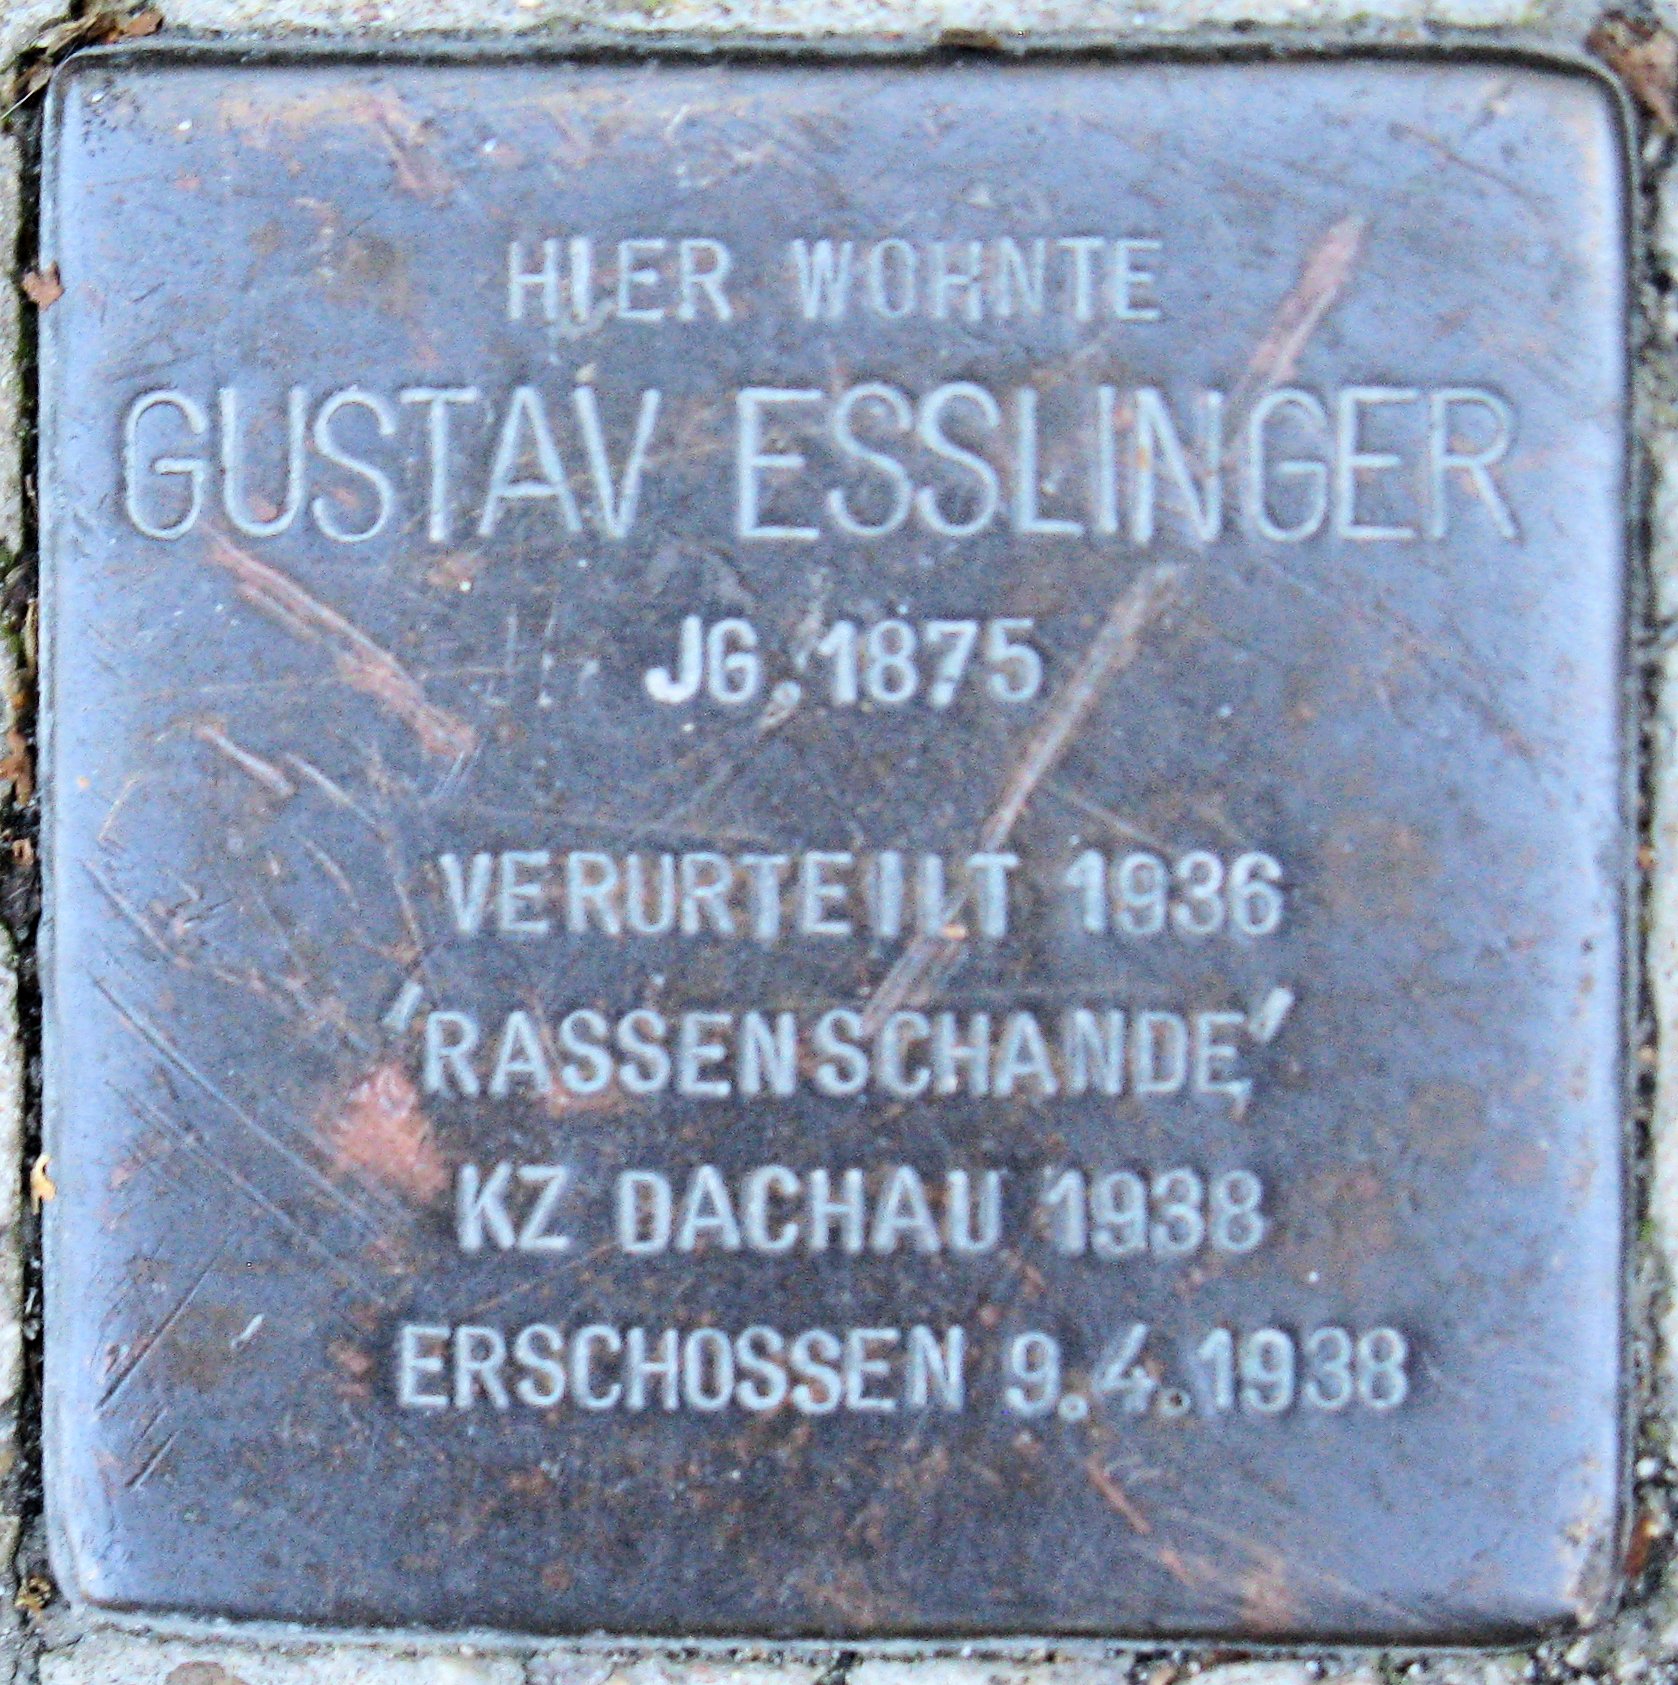 HIER WOHNTE
GUSTAV ESSLINGER
JG. 1875
VERURTEILT 1936
'RASSENSCHANDE'
KZ DACHAU 1938
ERSCHOSSEN 9.4.1938